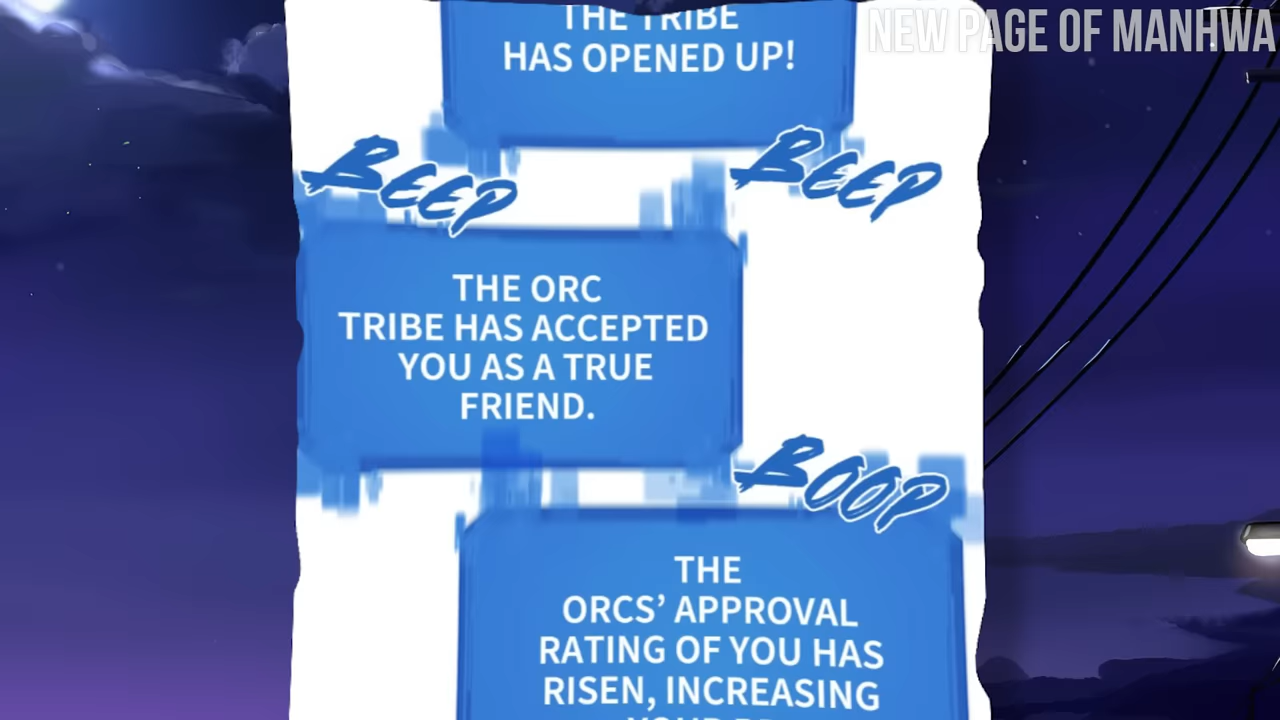 THE TRIBE
HAS OPENED UP!
NEW PAGE OF MANHWA
BEEP
BEEP
THE ORC
TRIBE HAS ACCEPTED
YOU AS A TRUE
FRIEND.
BOOP
THE
ORCS’ APPROVAL
RATING OF YOU HAS
RISEN, INCREASING